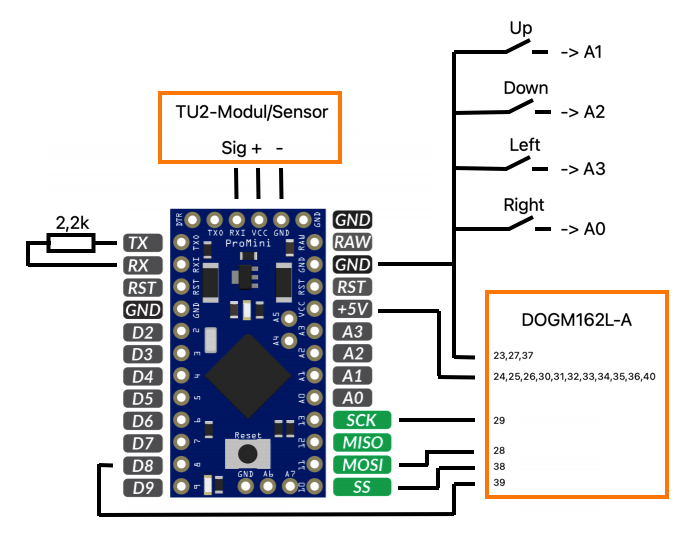 Up
-> A1
Down
-> A2
Left
-> A3
Right
-> A0
TU2-Modul/Sensor
Sig + -
2,2k
DTR TXO RXI VCC GND GND
ProMini
TX TXO RAW GND
RX RXI GND RAW
RST RST RST GND
GND GND VCC RST
D2 2 A5 A3 +5V
D3 3 A4 A2 A3
D4 4 A1 A2
D5 5 A0 A1
D6 6 13 A0
D7 7 12 SCK
D8 8 11 MISO
D9 9 10 MOSI
SS
Reset
GND A6 A7
DOGM162L-A
23,27,37
24,25,26,30,31,32,33,34,35,36,40
29
28
38
39